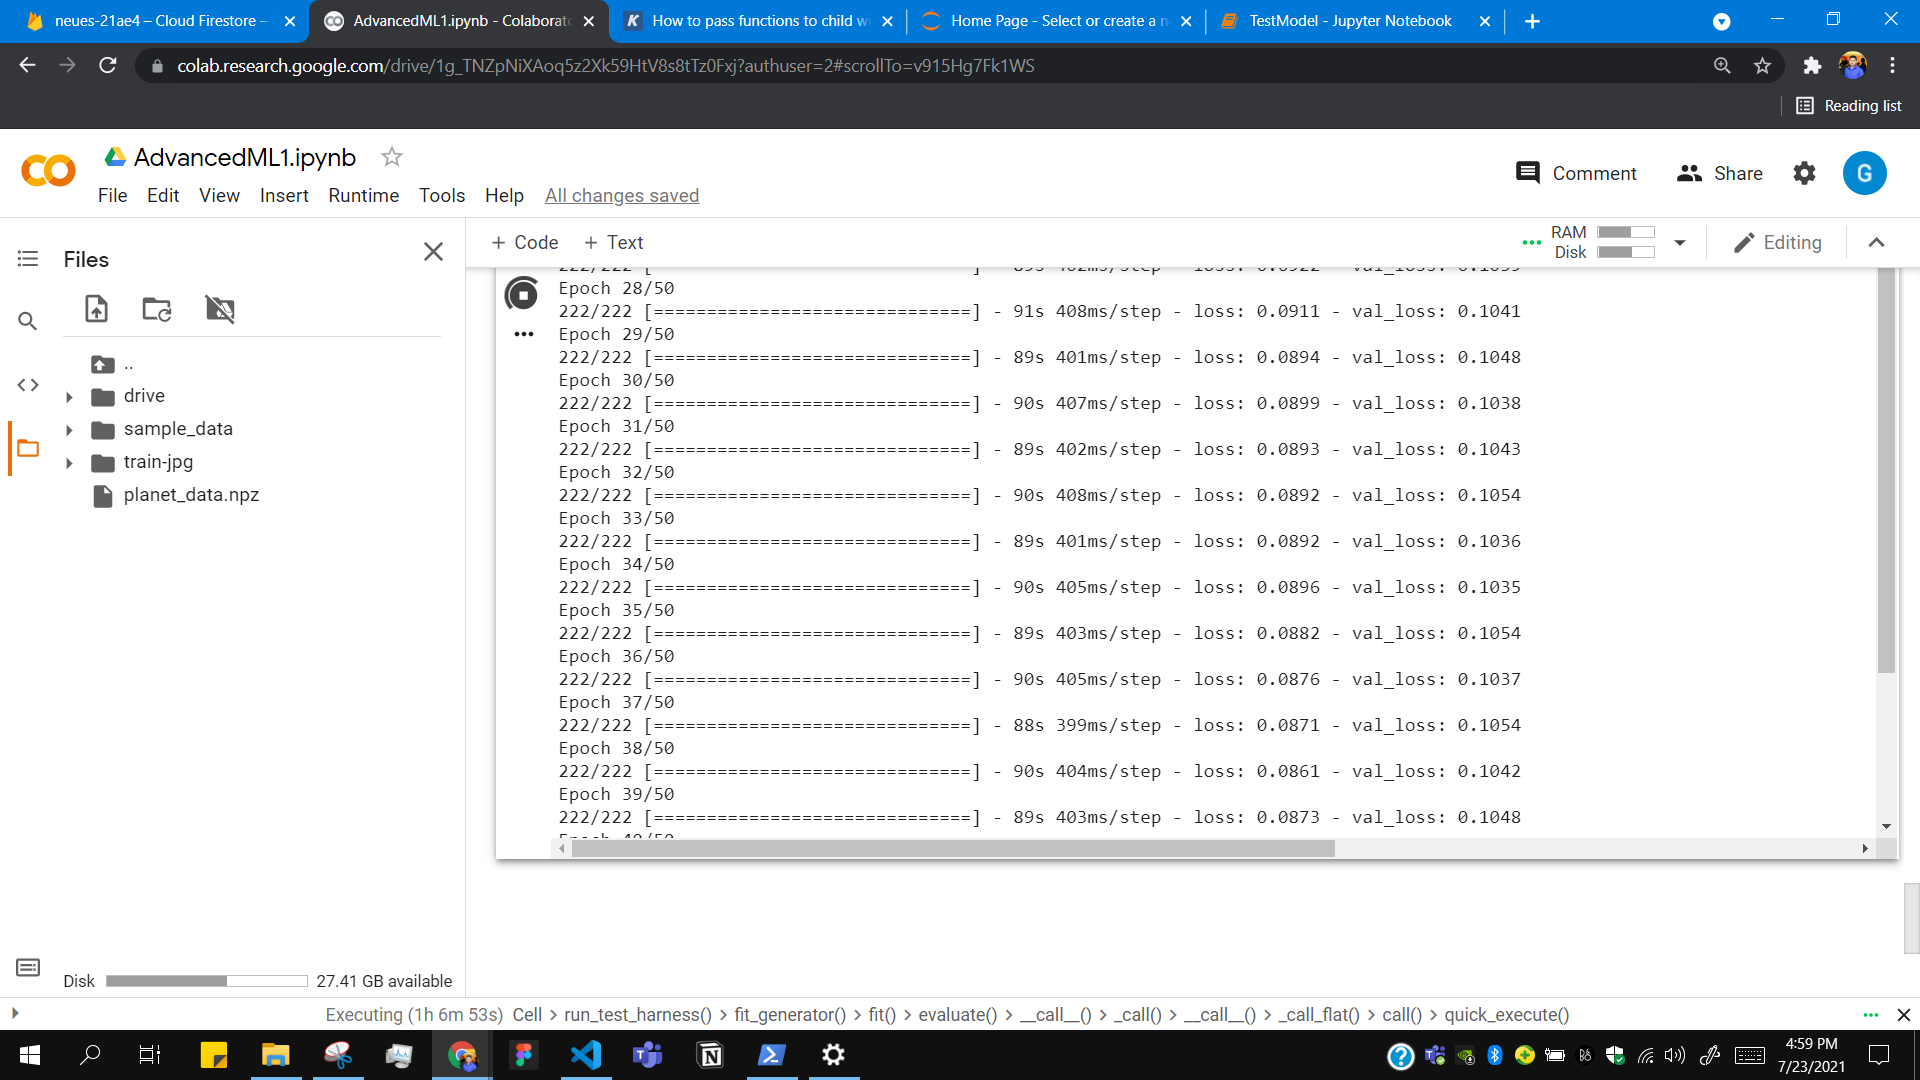 neues-21ae4 – Cloud Firestore –
AdvancedML1.ipynb - Colaborato
How to pass functions to child wi
Home Page - Select or create a n
TestModel - Jupyter Notebook
colab.research.google.com/drive/1g_TNZpNiXAoq5z2Xk59HtV8s8tTz0Fxj?authuser=2#scrollTo=v915Hg7Fk1WS
Reading list
AdvancedML1.ipynb
Comment
Share
G
File Edit View Insert Runtime Tools Help All changes saved
Files
+ Code + Text
RAM
Disk
Editing
..
drive
sample_data
train-jpg
planet_data.npz
Epoch 28/50
222/222 [==============================] - 91s 408ms/step - loss: 0.0911 - val_loss: 0.1041
Epoch 29/50
222/222 [==============================] - 89s 401ms/step - loss: 0.0894 - val_loss: 0.1048
Epoch 30/50
222/222 [==============================] - 90s 407ms/step - loss: 0.0899 - val_loss: 0.1038
Epoch 31/50
222/222 [==============================] - 89s 402ms/step - loss: 0.0893 - val_loss: 0.1043
Epoch 32/50
222/222 [==============================] - 90s 408ms/step - loss: 0.0892 - val_loss: 0.1054
Epoch 33/50
222/222 [==============================] - 89s 401ms/step - loss: 0.0892 - val_loss: 0.1036
Epoch 34/50
222/222 [==============================] - 90s 405ms/step - loss: 0.0896 - val_loss: 0.1035
Epoch 35/50
222/222 [==============================] - 89s 403ms/step - loss: 0.0882 - val_loss: 0.1054
Epoch 36/50
222/222 [==============================] - 90s 405ms/step - loss: 0.0876 - val_loss: 0.1037
Epoch 37/50
222/222 [==============================] - 88s 399ms/step - loss: 0.0871 - val_loss: 0.1054
Epoch 38/50
222/222 [==============================] - 90s 404ms/step - loss: 0.0861 - val_loss: 0.1042
Epoch 39/50
222/222 [==============================] - 89s 403ms/step - loss: 0.0873 - val_loss: 0.1048
Disk 27.41 GB available
Executing (1h 6m 53s) Cell > run_test_harness() > fit_generator() > fit() > evaluate() > __call__() > _call() > __call__() > _call_flat() > call() > quick_execute()
4:59 PM
7/23/2021